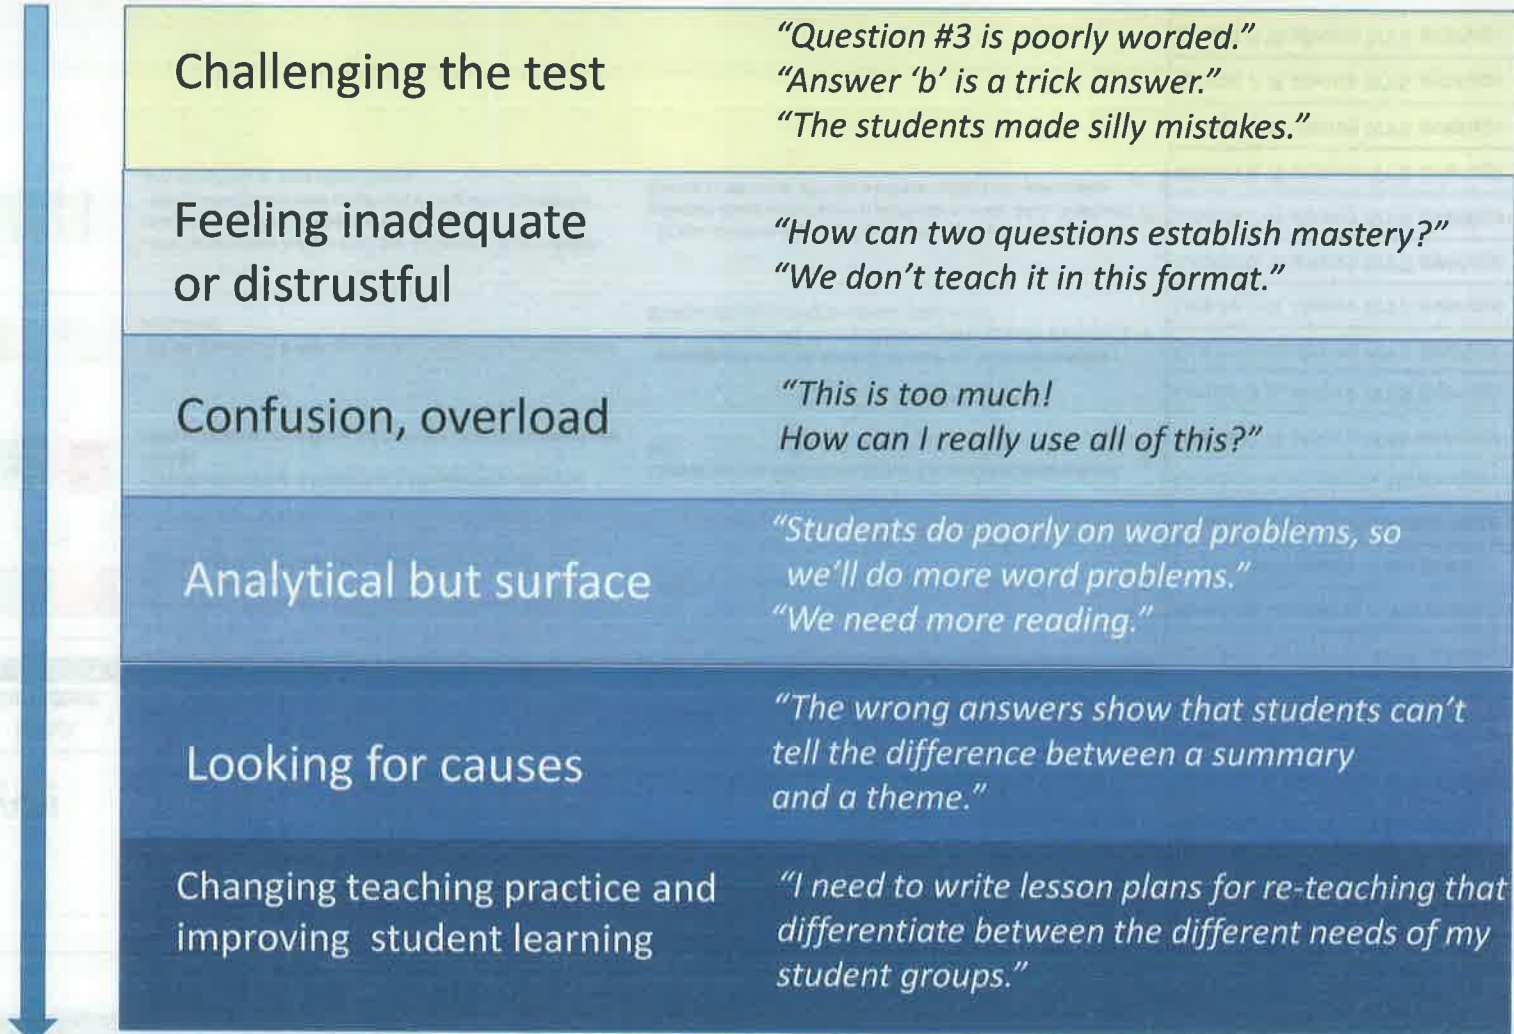 Challenging the test
“Question #3 is poorly worded.”
“Answer ‘b’ is a trick answer.”
“The students made silly mistakes.”
Feeling inadequate
or distrustful
“How can two questions establish mastery?”
“We don’t teach it in this format.”
Confusion, overload
“This is too much!
How can I really use all of this?”
Analytical but surface
“Students do poorly on word problems, so
we’ll do more word problems.”
“We need more reading.”
Looking for causes
“The wrong answers show that students can’t
tell the difference between a summary
and a theme.”
Changing teaching practice and
improving student learning
“I need to write lesson plans for re-teaching that
differentiate between the different needs of my
student groups.”